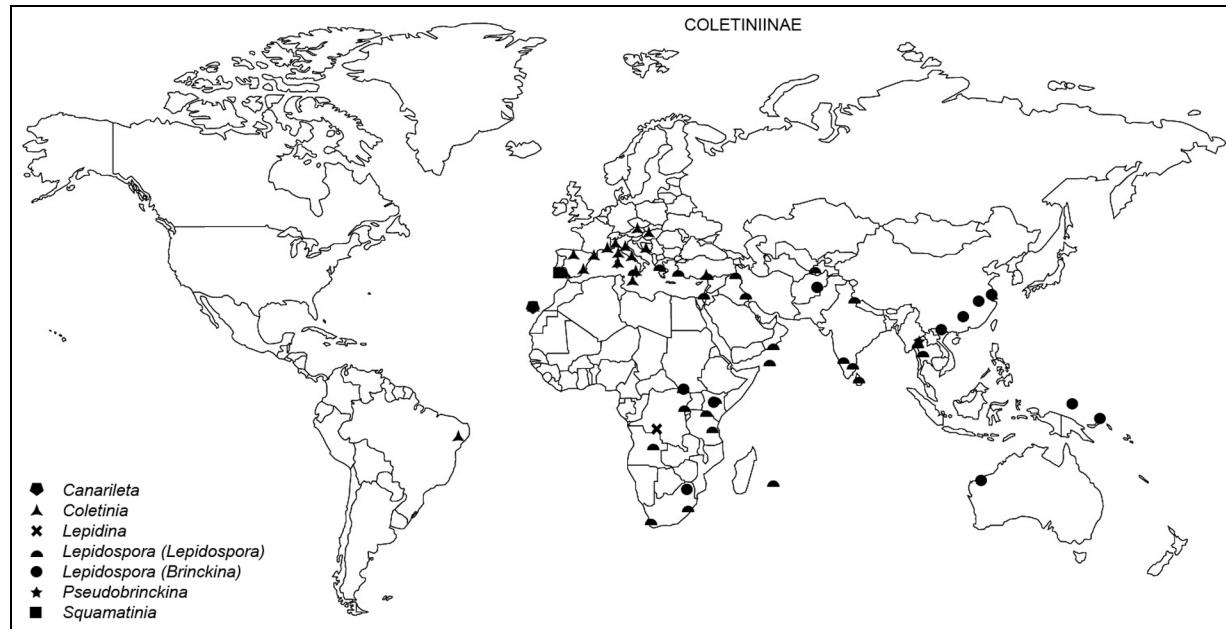 COLETINIINAE
Canarileta
Coletinia
Lepidina
Lepidospora (Lepidospora)
Lepidospora (Brinckina)
Pseudobrinckina
Squamatinia